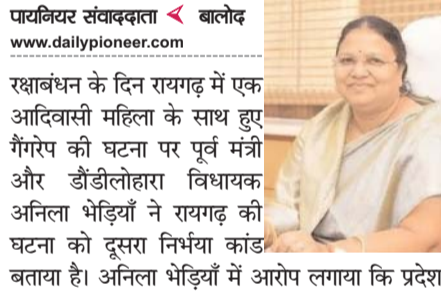 पायनियर संवाददाता बालोद
www.dailypioneer.com
रक्षाबंधन के दिन रायगढ़ में एक
आदिवासी महिला के साथ हुए
गैंगरेप की घटना पर पूर्व मंत्री
और डौंडीलोहारा विधायक
अनिला भेड़ियाँ ने रायगढ़ की
घटना को दूसरा निर्भया कांड
बताया है। अनिला भेड़ियाँ में आरोप लगाया कि प्रदेश